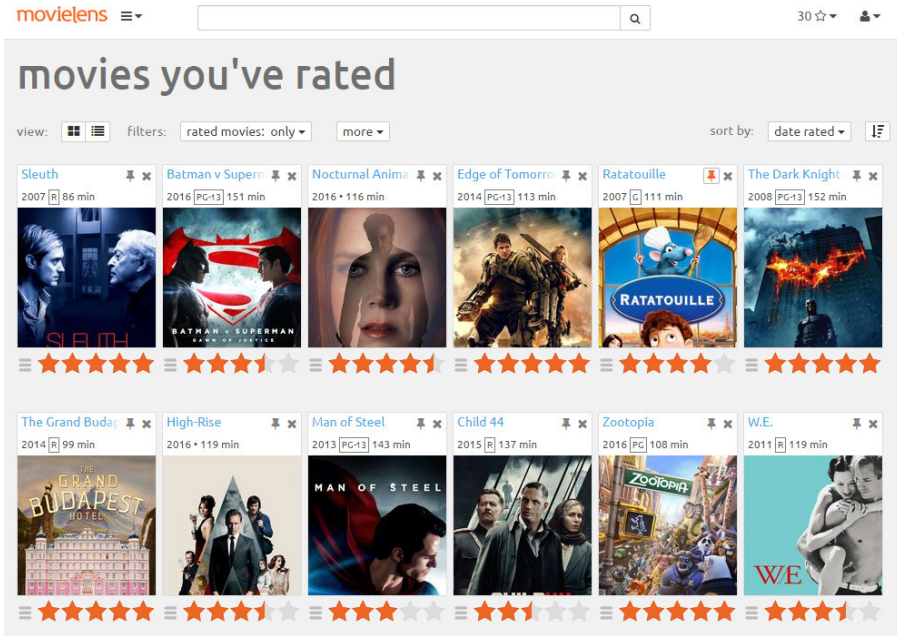 movielens
30
movies you've rated
view: filters: rated movies: only more sort by: date rated
Sleuth
2007 R 86 min
SLEUTH
Batman v Superm
2016 PG-13 151 min
BATMAN v SUPERMAN
DAWN OF JUSTICE
Nocturnal Anima
2016 • 116 min
Edge of Tomorro
2014 PG-13 113 min
Ratatouille
2007 G 111 min
RATATOUILLE
The Dark Knight
2008 PG-13 152 min
The Grand Budap
2014 R 99 min
THE
GRAND
BUDAPEST
HOTEL
High-Rise
2016 • 119 min
Man of Steel
2013 PG-13 143 min
MAN OF STEEL
Child 44
2015 R 137 min
Zootopia
2016 PG 108 min
ZOOTOPIA
W.E.
2011 R 119 min
W/E